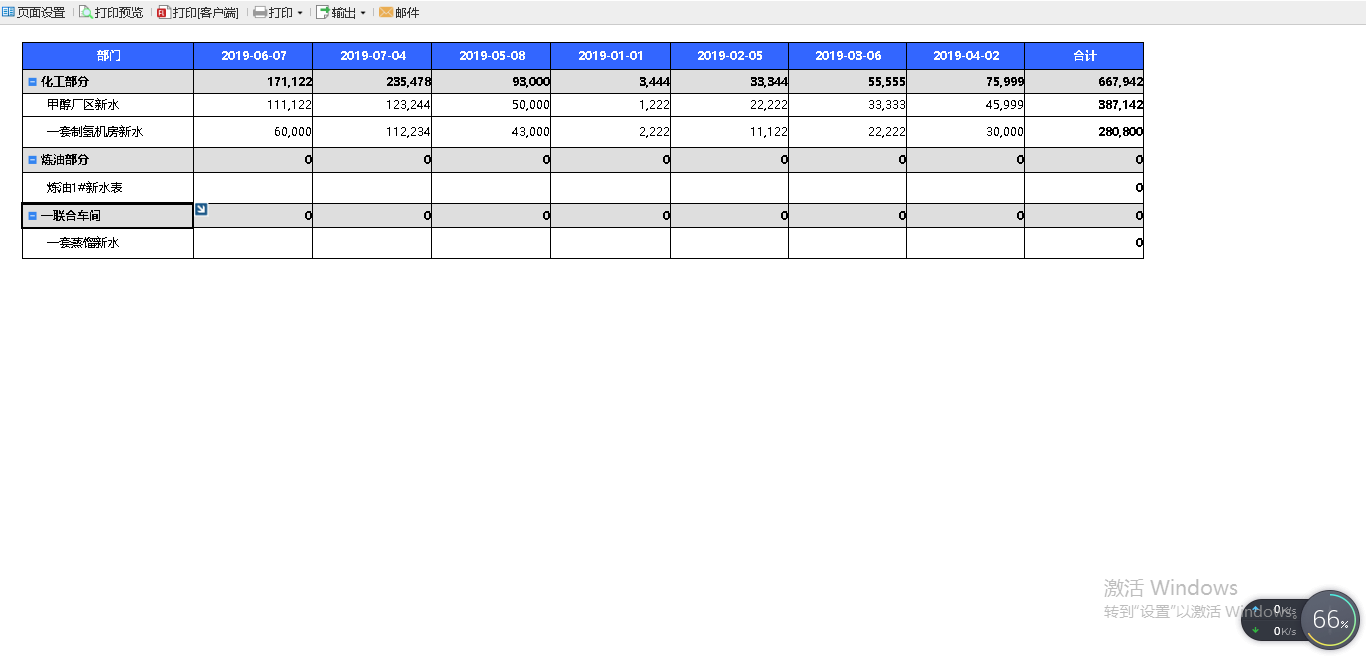 页面设置 打印预览 打印[客户端] 打印 输出 邮件
部门 2019-06-07 2019-07-04 2019-05-08 2019-01-01 2019-02-05 2019-03-06 2019-04-02 合计
化工部分 171,122 235,478 93,000 3,444 33,344 55,555 75,999 667,942
甲醇厂区新水 111,122 123,244 50,000 1,222 22,222 33,333 45,999 387,142
一套制氢机房新水 60,000 112,234 43,000 2,222 11,122 22,222 30,000 280,800
炼油部分 0 0 0 0 0 0 0 0
炼油1#新水表 0
一联合车间 0 0 0 0 0 0 0 0
一套蒸馏新水 0
激活 Windows
转到"设置"以激活 Windows。
0K/s
0K/s
66%